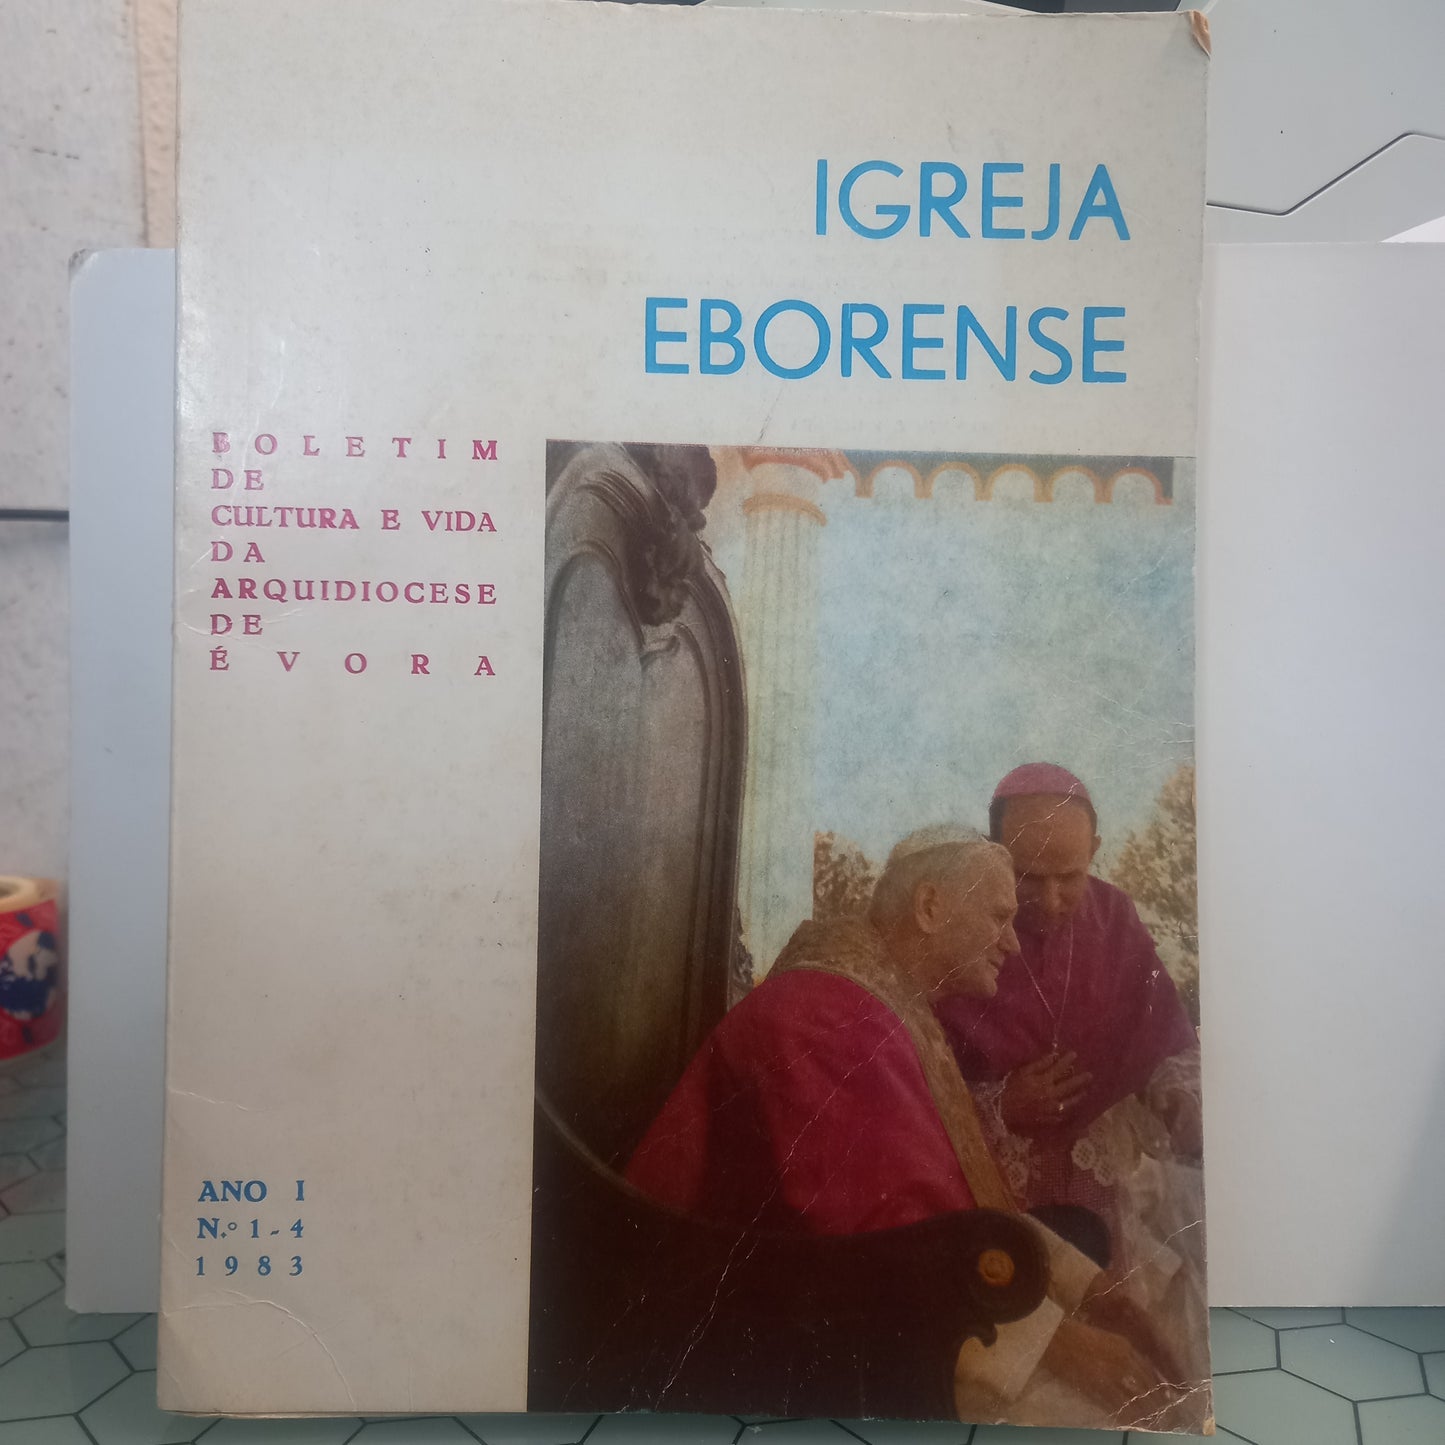 IGREJA
EBORENSE
BOLETIM
DE
CULTURA E VIDA
DA
ARQUIDIOCESE
DE
ÉVORA
ANO I
N.º 1-4
1983